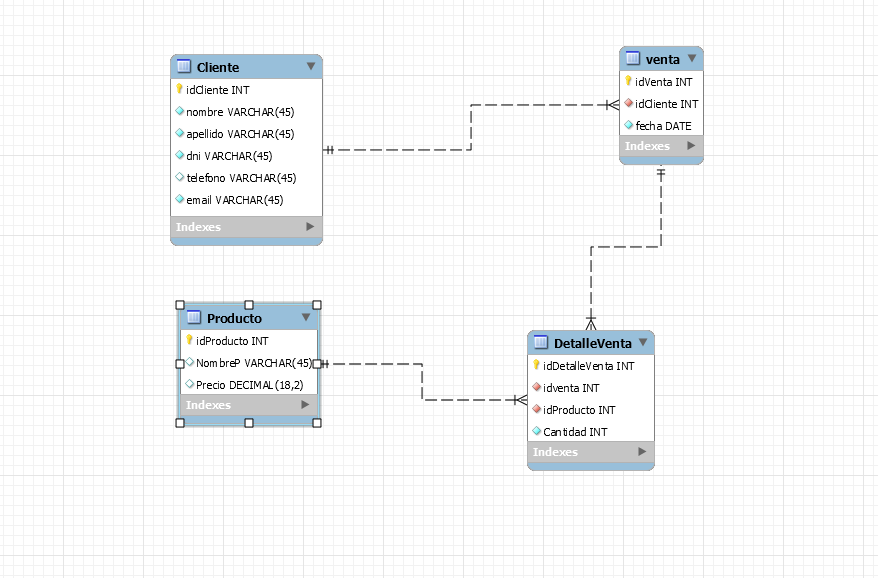 Cliente
idCliente INT
nombre VARCHAR(45)
apellido VARCHAR(45)
dni VARCHAR(45)
telefono VARCHAR(45)
email VARCHAR(45)
Indexes
venta
idVenta INT
idCliente INT
fecha DATE
Indexes
Producto
idProducto INT
NombreP VARCHAR(45)
Precio DECIMAL(18,2)
Indexes
DetalleVenta
idDetalleVenta INT
idventa INT
idProducto INT
Cantidad INT
Indexes